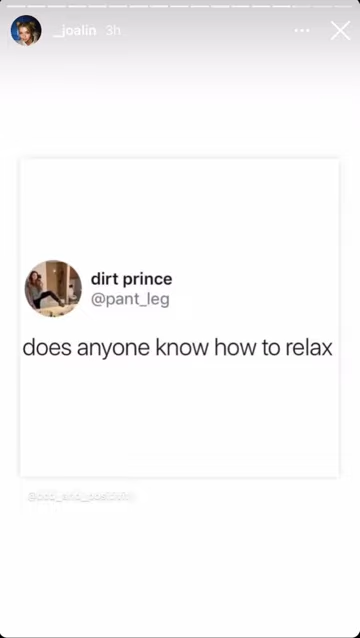 _joalin 3h
dirt prince
@pant_leg
does anyone know how to relax